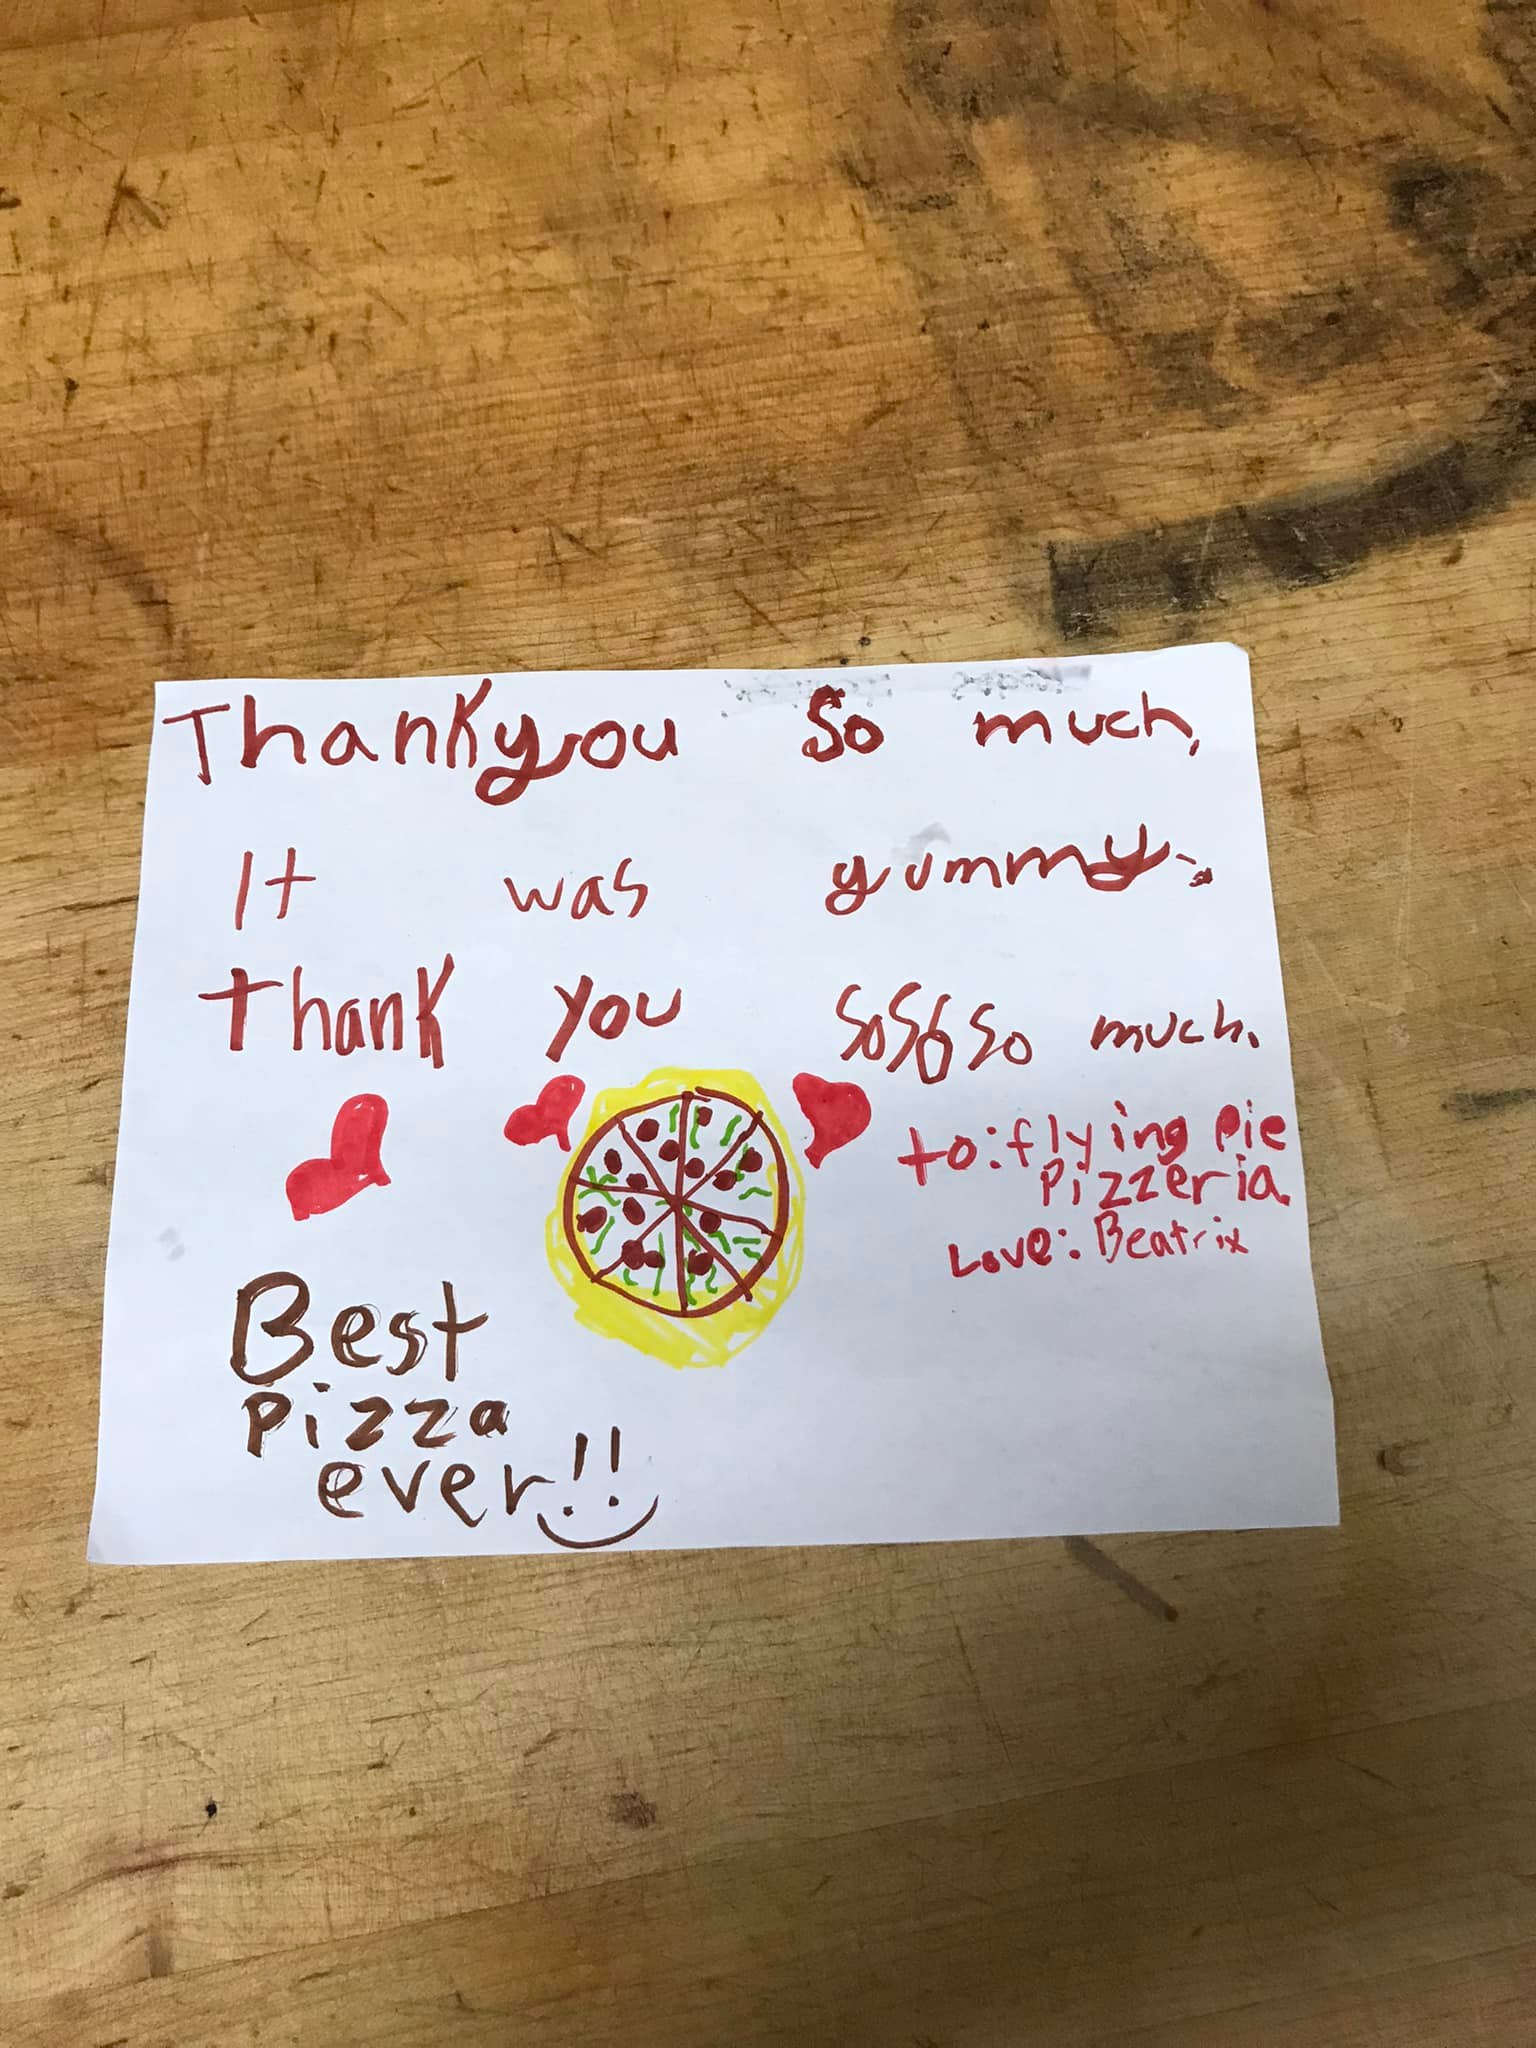 Thankyou So much,
It was yummy.
thank you SoSoSo much.
to: flying pie
Pizzeria.
Love: Beatrix
Best
pizza
ever!!